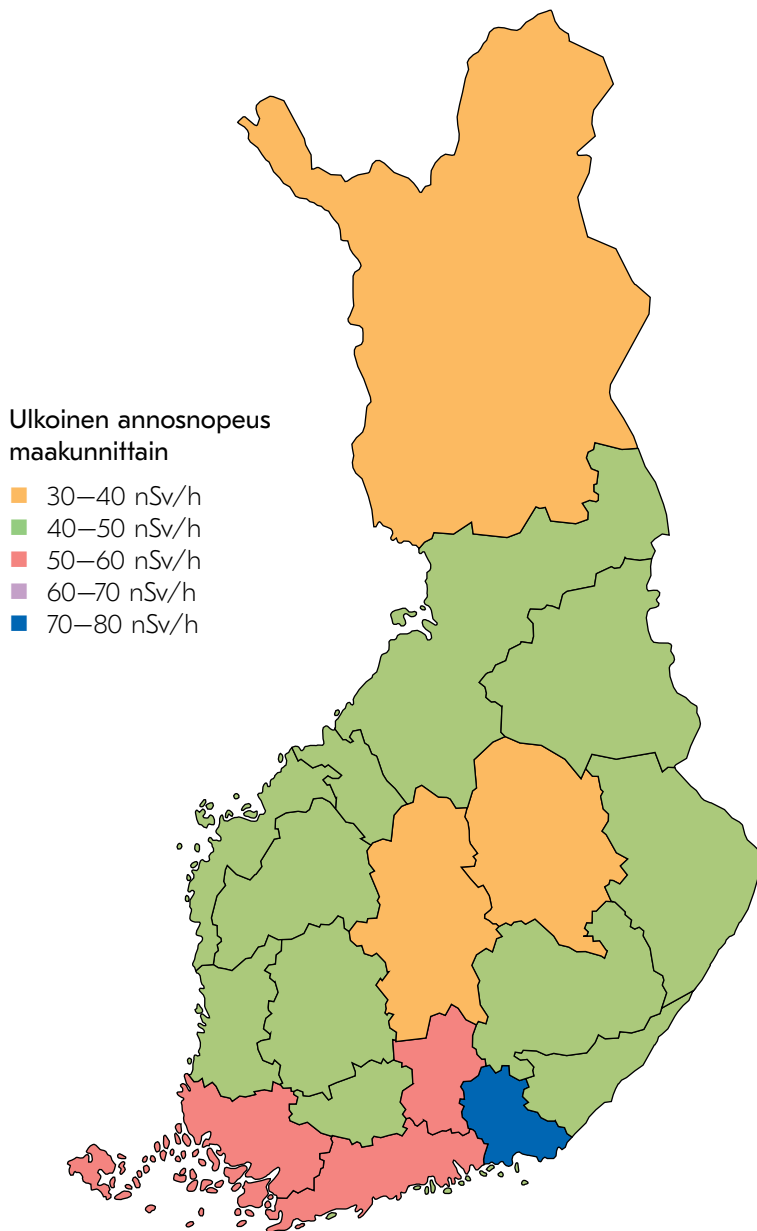 Ulkoinen annosnopeus
maakunnittain
30–40 nSv/h
40–50 nSv/h
50–60 nSv/h
60–70 nSv/h
70–80 nSv/h